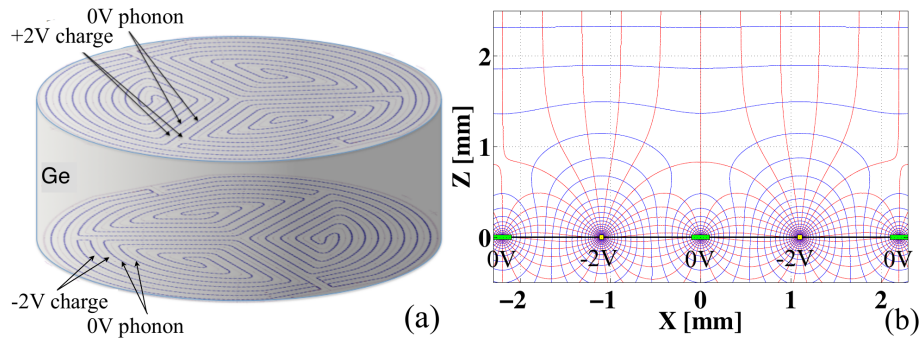 0V phonon
+2V charge
Ge
-2V charge
0V phonon
(a)
2
1
0
Z [mm]
0V
-2V
0V
-2V
0V
-2
-1
0
1
2
X [mm]
(b)